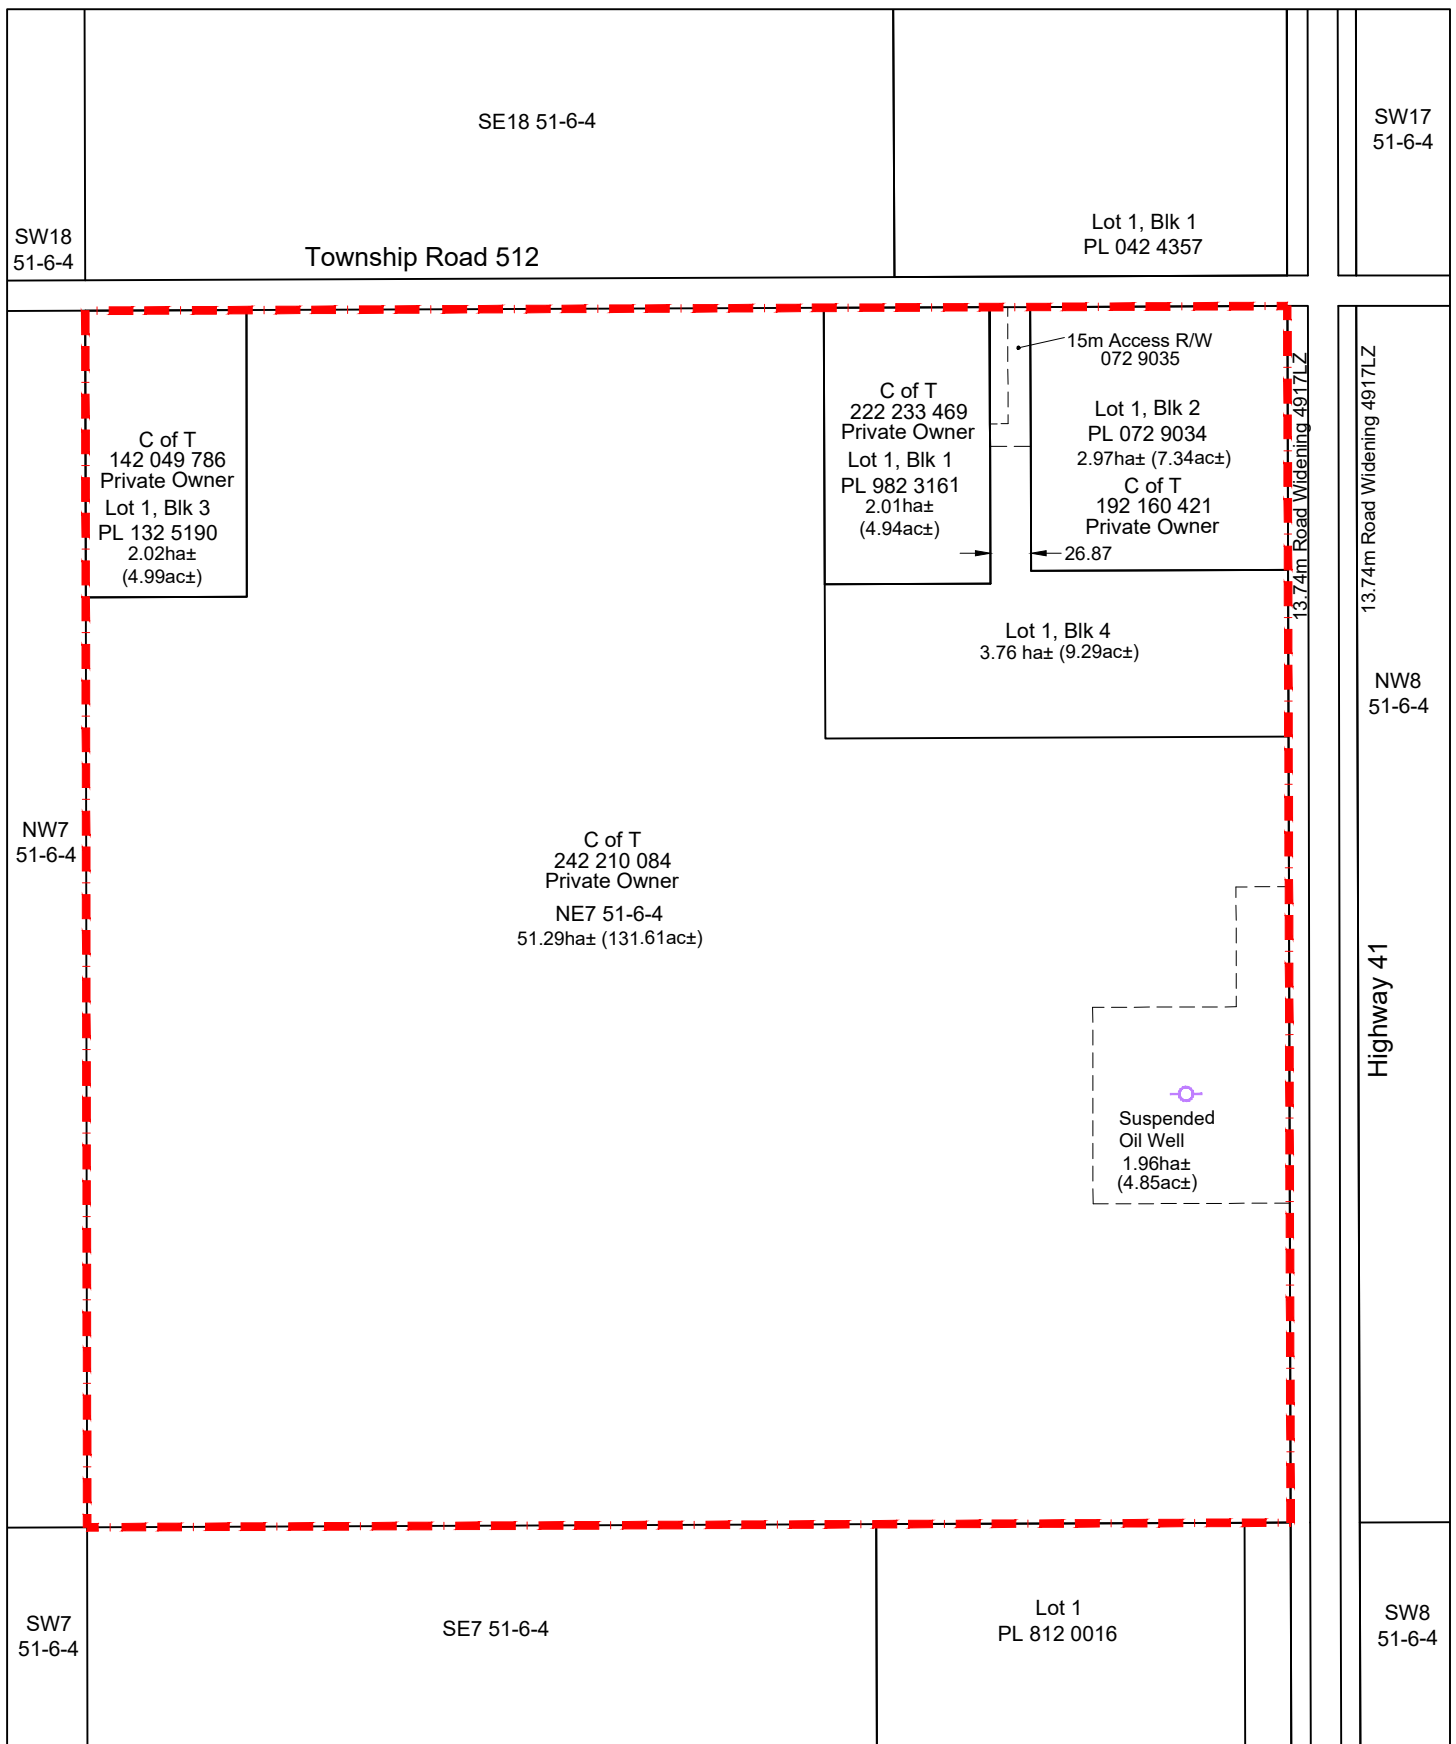 SE18 51-6-4
SW17
51-6-4
Lot 1, Blk 1
PL 042 4357
SW18
51-6-4
Township Road 512
15m Access R/W
072 9035
C of T
222 233 469
Private Owner
Lot 1, Blk 1
PL 982 3161
2.01ha±
(4.94ac±)
Lot 1, Blk 2
PL 072 9034
2.97ha± (7.34ac±)
C of T
192 160 421
Private Owner
26.87
13.74m Road Widening 4917LZ
13.74m Road Widening 4917LZ
C of T
142 049 786
Private Owner
Lot 1, Blk 3
PL 132 5190
2.02ha±
(4.99ac±)
Lot 1, Blk 4
3.76 ha± (9.29ac±)
NW8
51-6-4
NW7
51-6-4
C of T
242 210 084
Private Owner
NE7 51-6-4
51.29ha± (131.61ac±)
Highway 41
Suspended
Oil Well
1.96ha±
(4.85ac±)
SW7
51-6-4
SE7 51-6-4
Lot 1
PL 812 0016
SW8
51-6-4